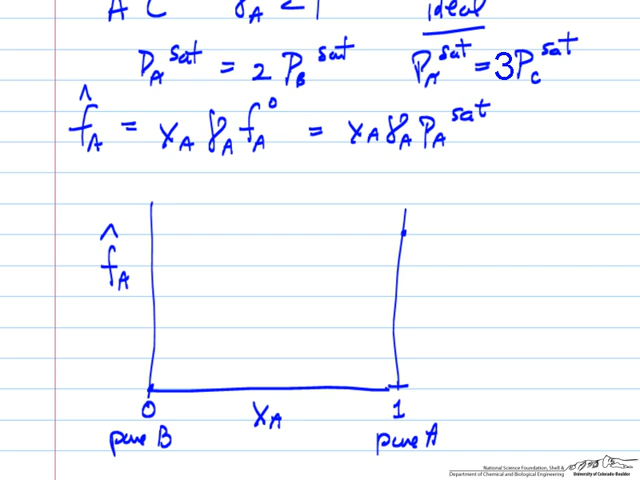 A C γA < 1 ideal
PA^sat = 2 PB^sat PA^sat = 3PC^sat
f̂A = xA γA fA° = xA γA PA^sat
f̂A
0 xA 1
pure B pure A
National Science Foundation, Shell &
Department of Chemical and Biological Engineering University of Colorado Boulder